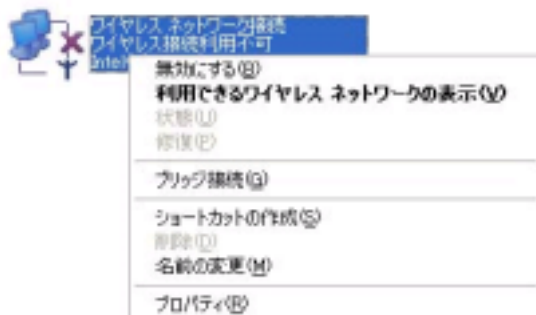 ワイヤレス ネットワーク接続
ワイヤレス接続利用不可
Intel
無効にする(B)
利用できるワイヤレス ネットワークの表示(V)
状態(U)
修復(P)
ブリッジ接続(G)
ショートカットの作成(S)
削除(D)
名前の変更(M)
プロパティ(R)